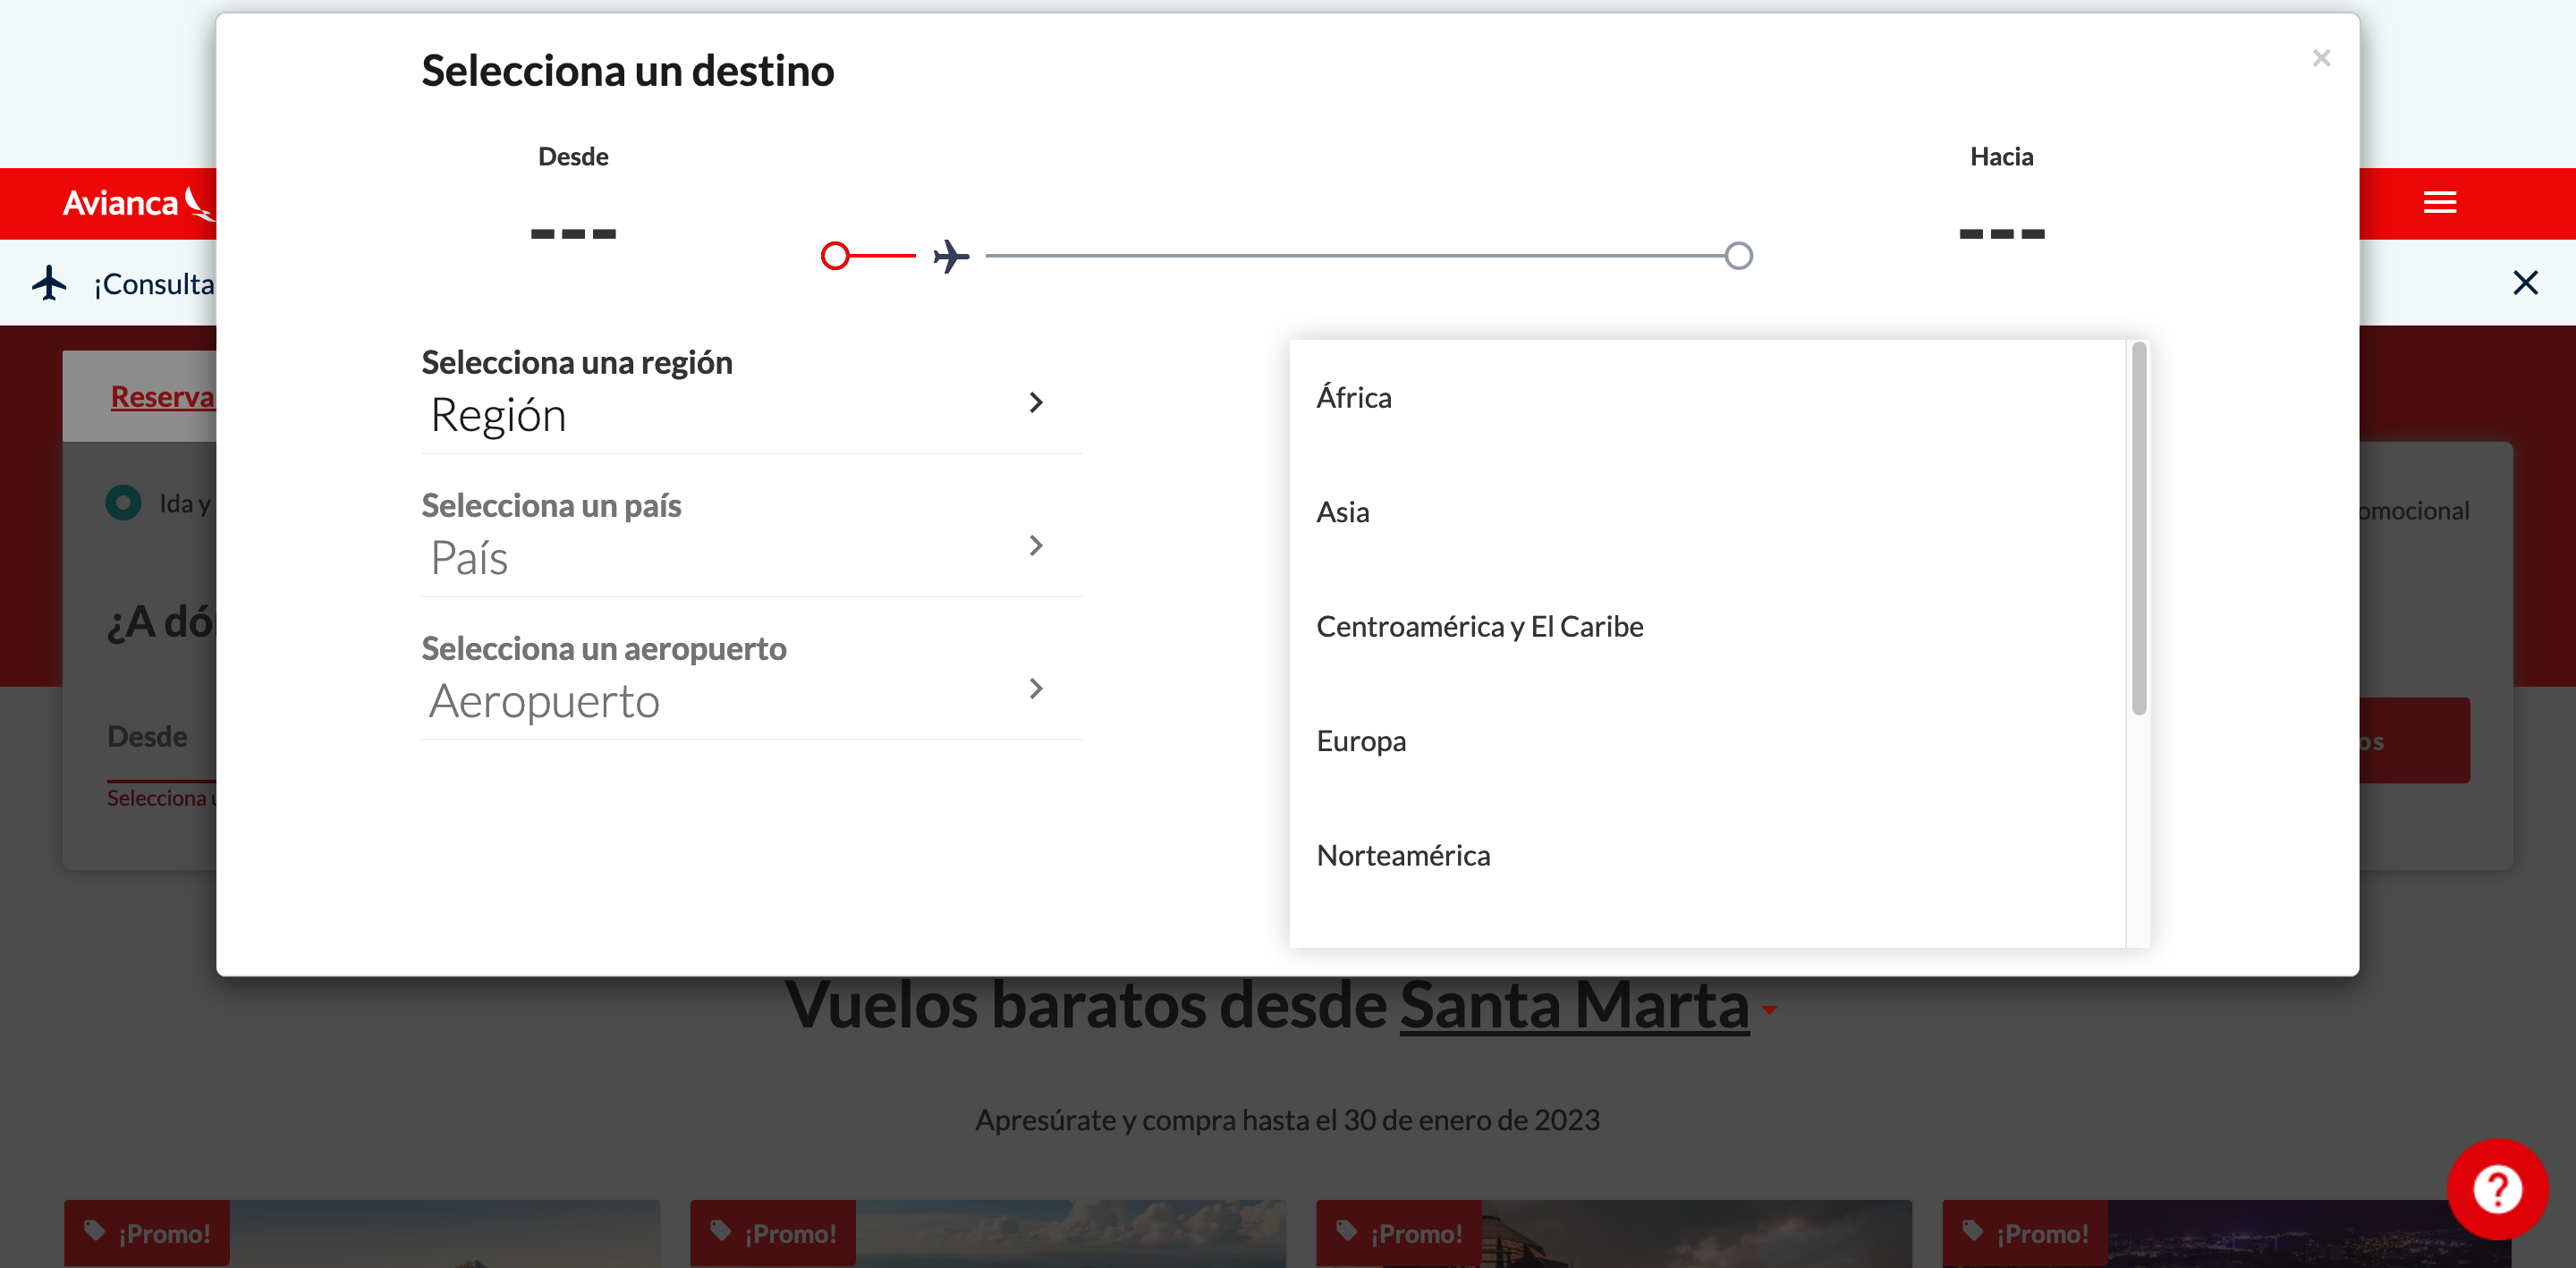 Selecciona un destino
×
Desde
Hacia
---
---
Avianca
¡Consulta
Selecciona una región
Región
África
Reserva
Asia
Selecciona un país
País
Ida y
omocional
Centroamérica y El Caribe
¿A dó
Selecciona un aeropuerto
Aeropuerto
Europa
Desde
os
Selecciona
Norteamérica
Vuelos baratos desde Santa Marta
Apresúrate y compra hasta el 30 de enero de 2023
?
¡Promo!
¡Promo!
¡Promo!
¡Promo!